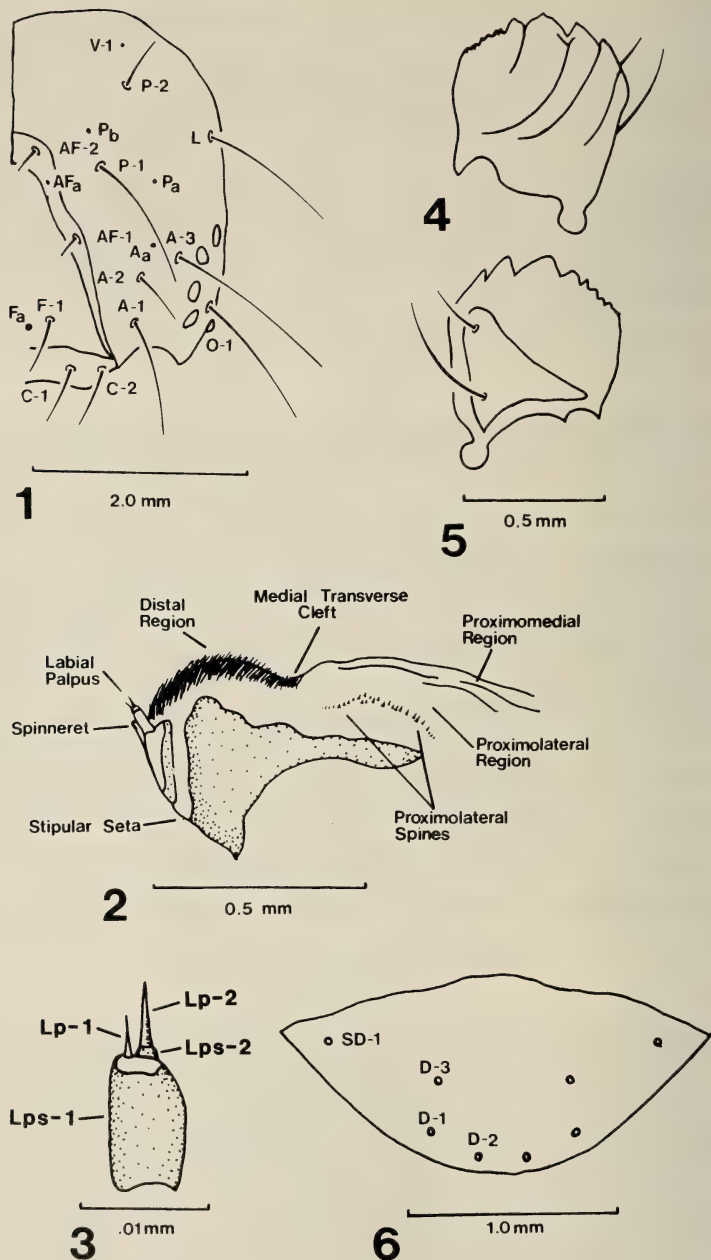 V-1
P-2
Pb
L
AF-2
P-1
AFa
Pa
AF-1
A-3
Aa
A-2
Fa
F-1
A-1
O-1
C-1
C-2
2.0 mm
1
4
0.5 mm
5
Distal
Region
Medial Transverse
Cleft
Proximomedial
Region
Labial
Palpus
Spinneret
Proximolateral
Region
Stipular Seta
Proximolateral
Spines
0.5 mm
2
Lp-2
Lp-1
Lps-2
Lps-1
.01mm
3
SD-1
D-3
D-1
D-2
1.0mm
6